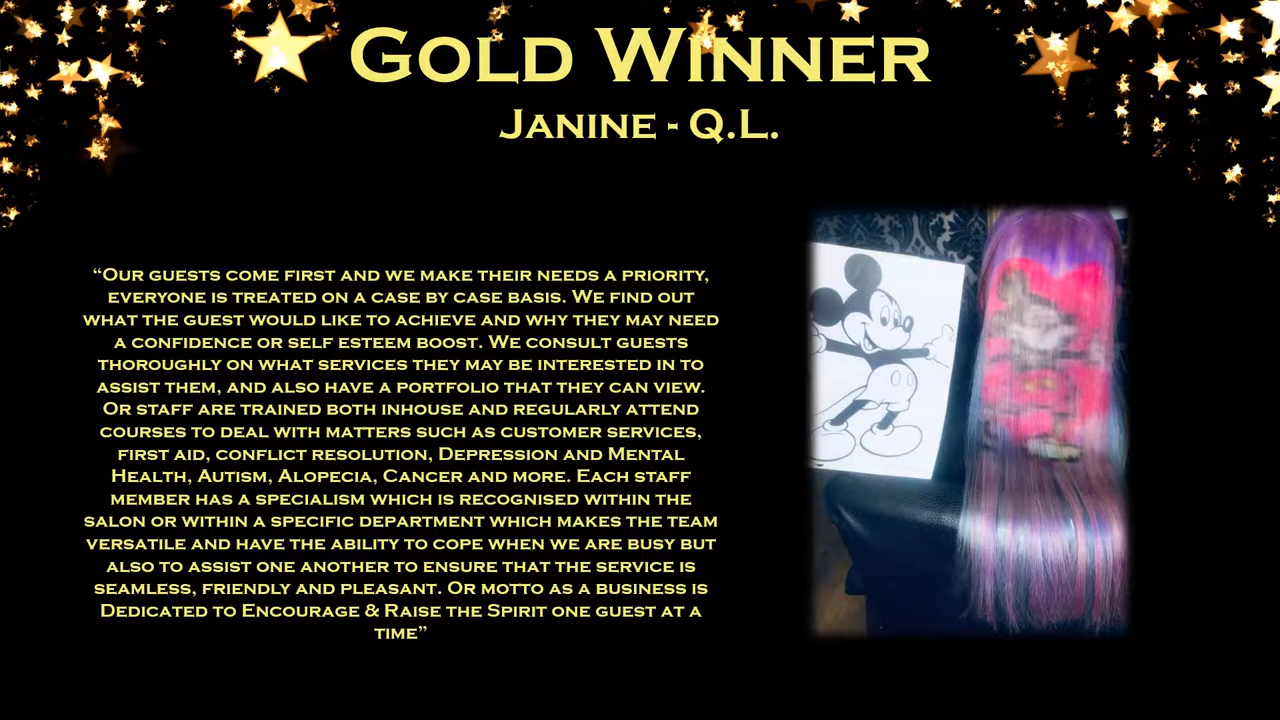 Gold Winner
Janine - Q.L.
“Our guests come first and we make their needs a priority,
everyone is treated on a case by case basis. We find out
what the guest would like to achieve and why they may need
a confidence or self esteem boost. We consult guests
thoroughly on what services they may be interested in to
assist them, and also have a portfolio that they can view.
Or staff are trained both inhouse and regularly attend
courses to deal with matters such as customer services,
first aid, conflict resolution, Depression and Mental
Health, Autism, Alopecia, Cancer and more. Each staff
member has a specialism which is recognised within the
salon or within a specific department which makes the team
versatile and have the ability to cope when we are busy but
also to assist one another to ensure that the service is
seamless, friendly and pleasant. Or motto as a business is
Dedicated to Encourage & Raise the Spirit one guest at a
time”